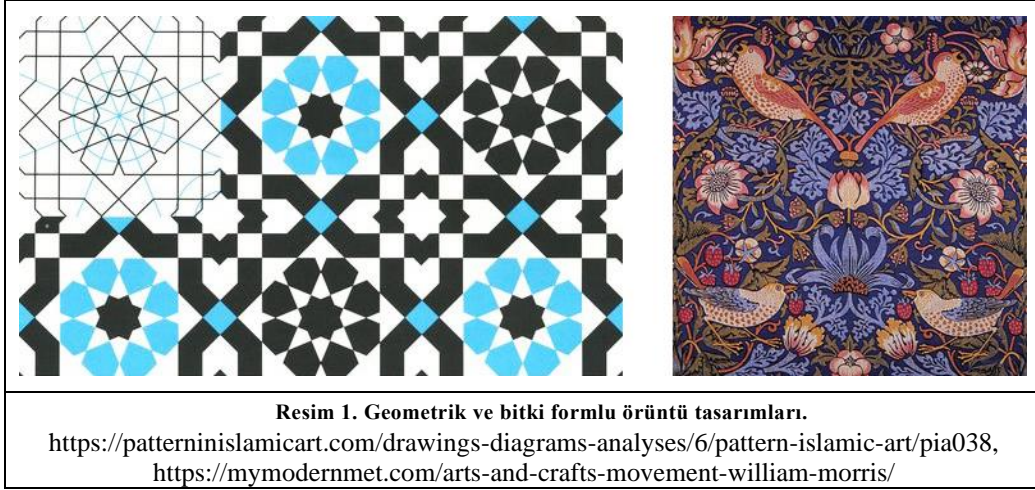 Resim 1. Geometrik ve bitki formlu örüntü tasarımları.
https://patterninislamicart.com/drawings-diagrams-analyses/6/pattern-islamic-art/pia038,
https://mymodernmet.com/arts-and-crafts-movement-william-morris/